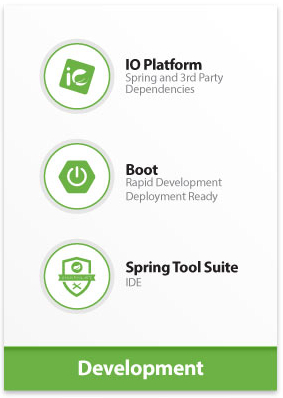 IO Platform
Spring and 3rd Party
Dependencies
Boot
Rapid Development
Deployment Ready
Spring Tool Suite
IDE
Development